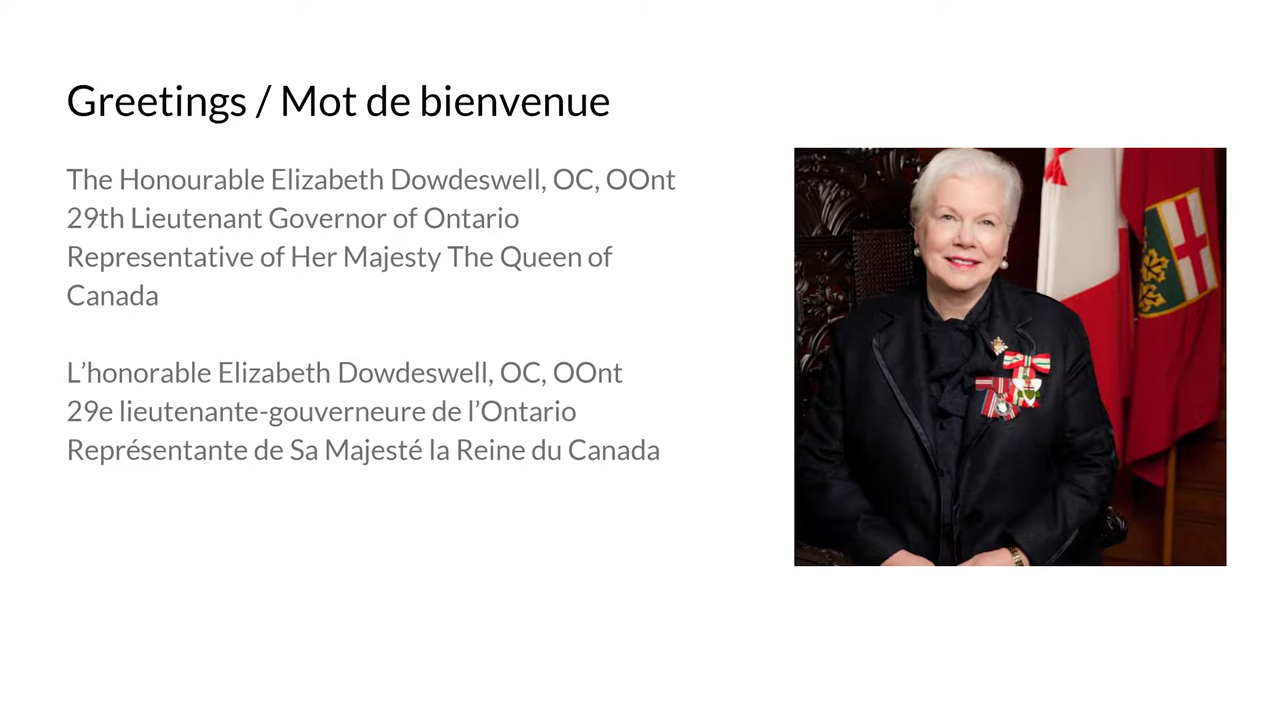 Greetings / Mot de bienvenue
The Honourable Elizabeth Dowdeswell, OC, OOnt
29th Lieutenant Governor of Ontario
Representative of Her Majesty The Queen of
Canada
L’honorable Elizabeth Dowdeswell, OC, OOnt
29e lieutenante-gouverneure de l’Ontario
Représentante de Sa Majesté la Reine du Canada